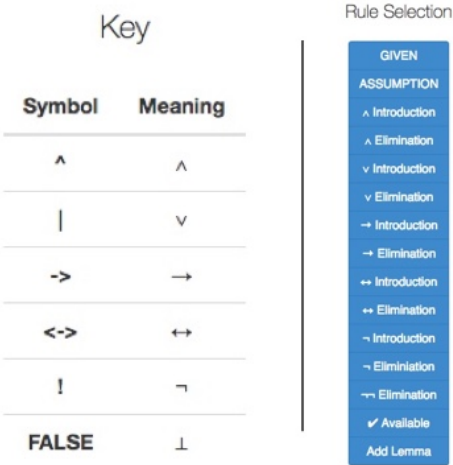 Key
Symbol Meaning
^ ∧
| ∨
-> →
<-> ↔
! ¬
FALSE ⊥
Rule Selection
GIVEN
ASSUMPTION
∧ Introduction
∧ Elimination
∨ Introduction
∨ Elimination
→ Introduction
→ Elimination
↔ Introduction
↔ Elimination
¬ Introduction
¬ Eliminiation
¬¬ Elimination
✔ Available
Add Lemma